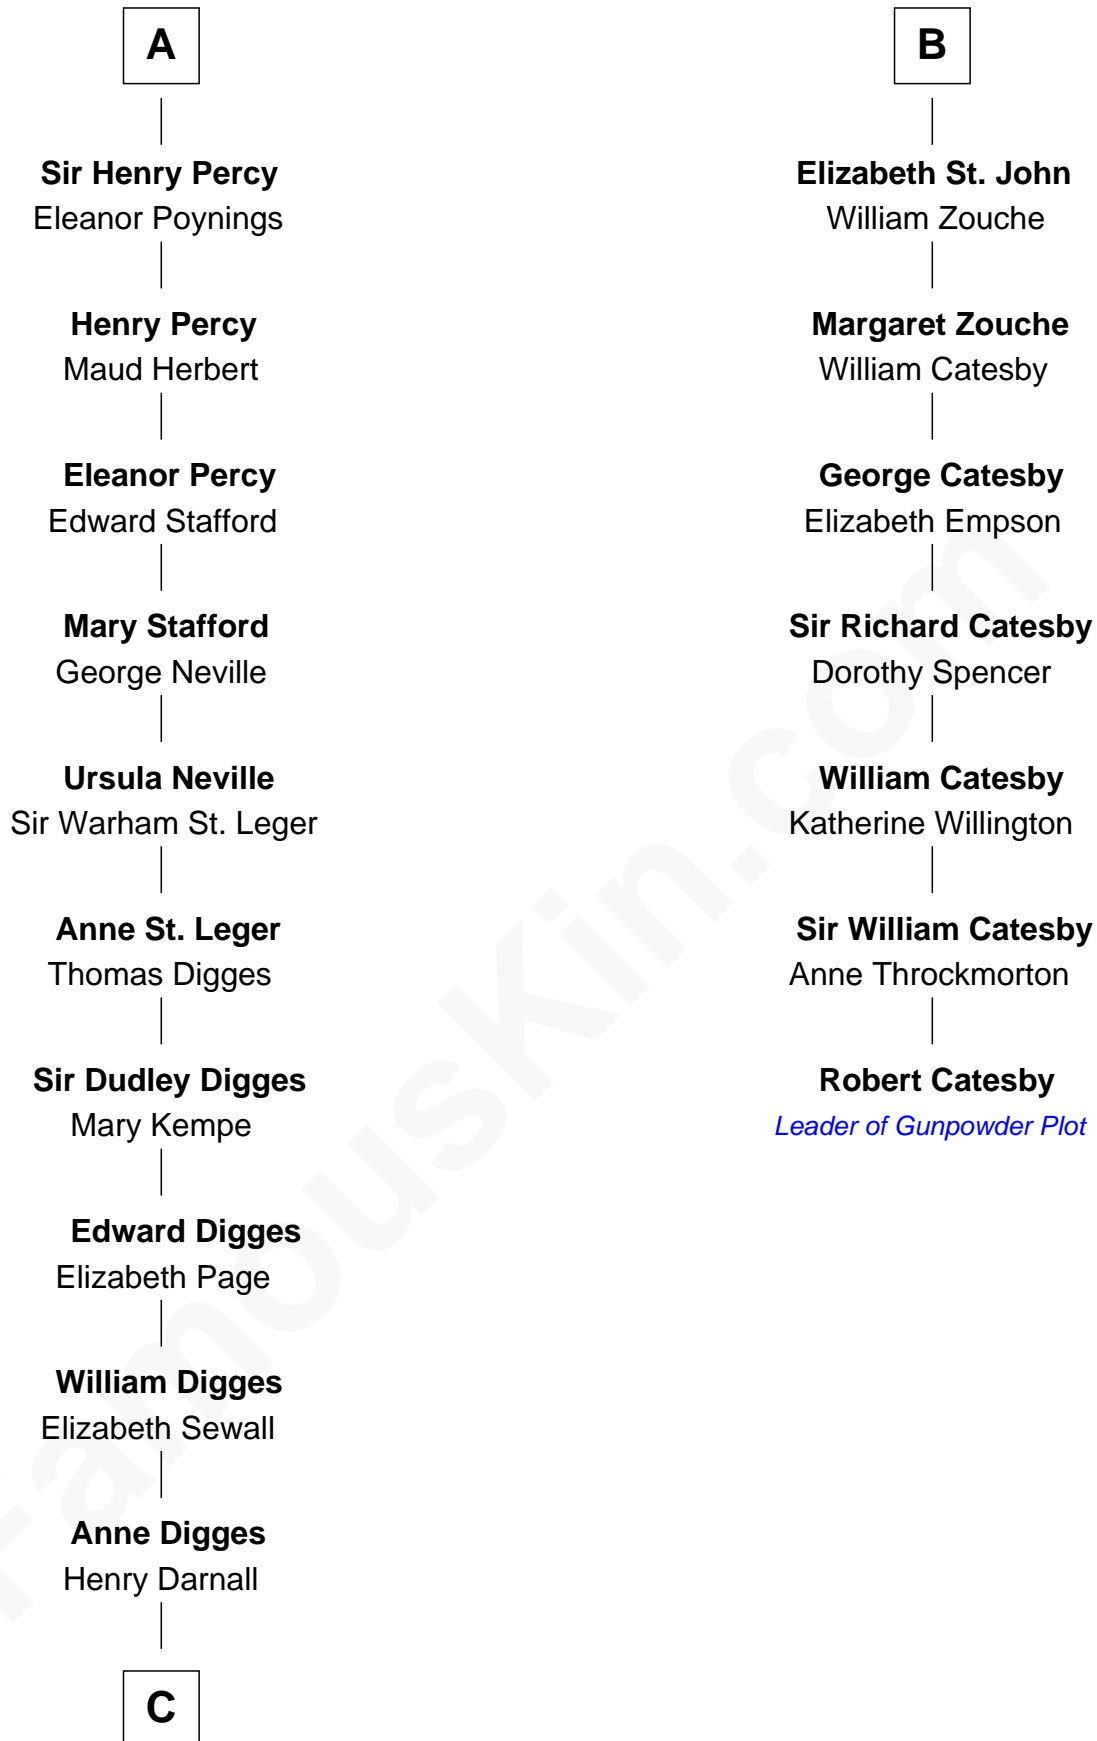 A
Sir Henry Percy
Eleanor Poynings
Henry Percy
Maud Herbert
Eleanor Percy
Edward Stafford
Mary Stafford
George Neville
Ursula Neville
Sir Warham St. Leger
Anne St. Leger
Thomas Digges
Sir Dudley Digges
Mary Kempe
Edward Digges
Elizabeth Page
William Digges
Elizabeth Sewall
Anne Digges
Henry Darnall
C
B
Elizabeth St. John
William Zouche
Margaret Zouche
William Catesby
George Catesby
Elizabeth Empson
Sir Richard Catesby
Dorothy Spencer
William Catesby
Katherine Willington
Sir William Catesby
Anne Throckmorton
Robert Catesby
Leader of Gunpowder Plot
FamousKin.com